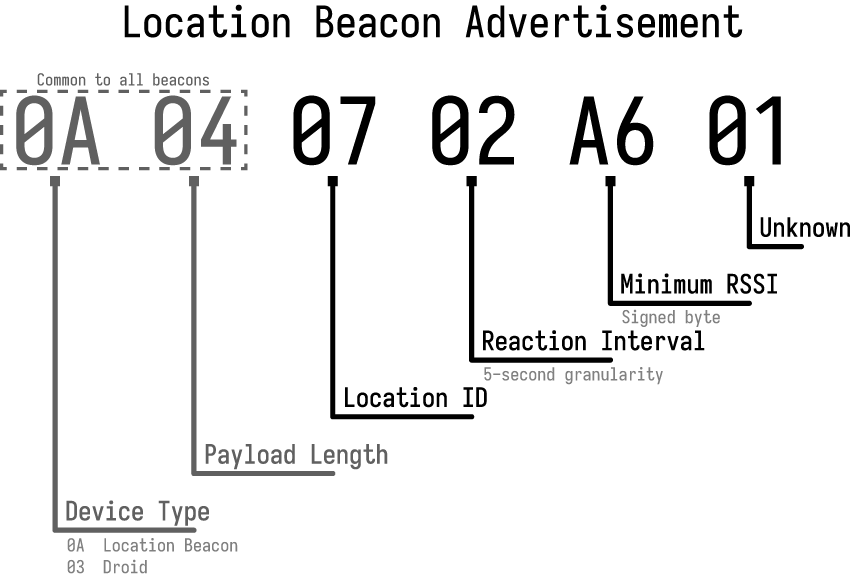 Location Beacon Advertisement
Common to all beacons
0A 04 07 02 A6 01
Unknown
Minimum RSSI
Signed byte
Reaction Interval
5-second granularity
Location ID
Payload Length
Device Type
0A Location Beacon
03 Droid